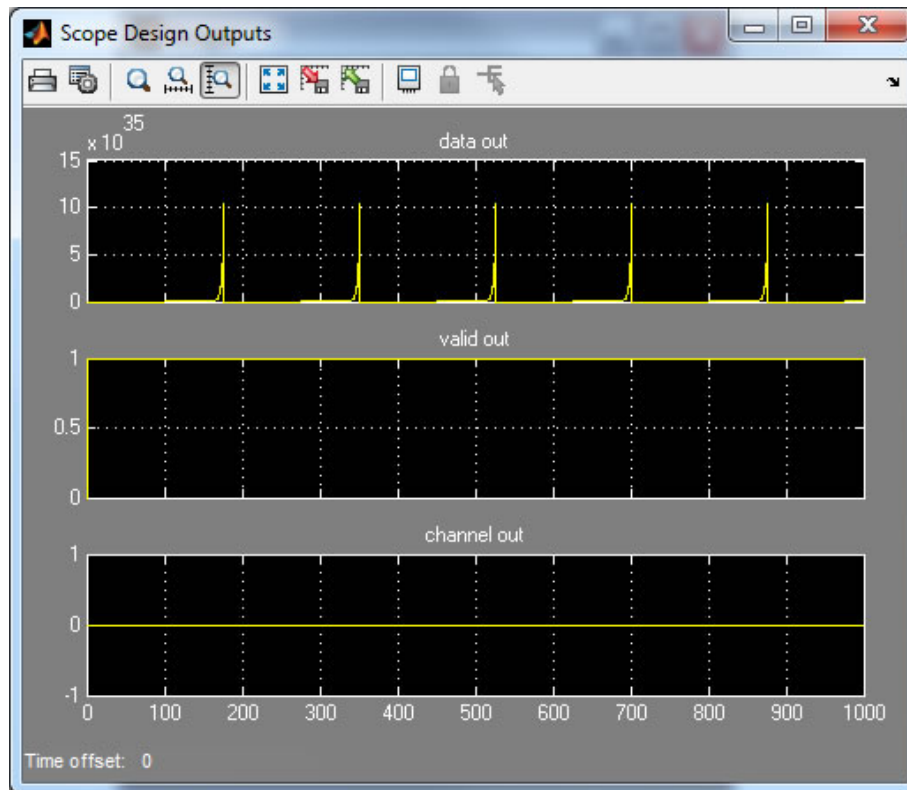 Scope Design Outputs
x 10 35
data out
15
10
5
0
valid out
1
0.5
0
channel out
1
0
-1
0 100 200 300 400 500 600 700 800 900 1000
Time offset: 0